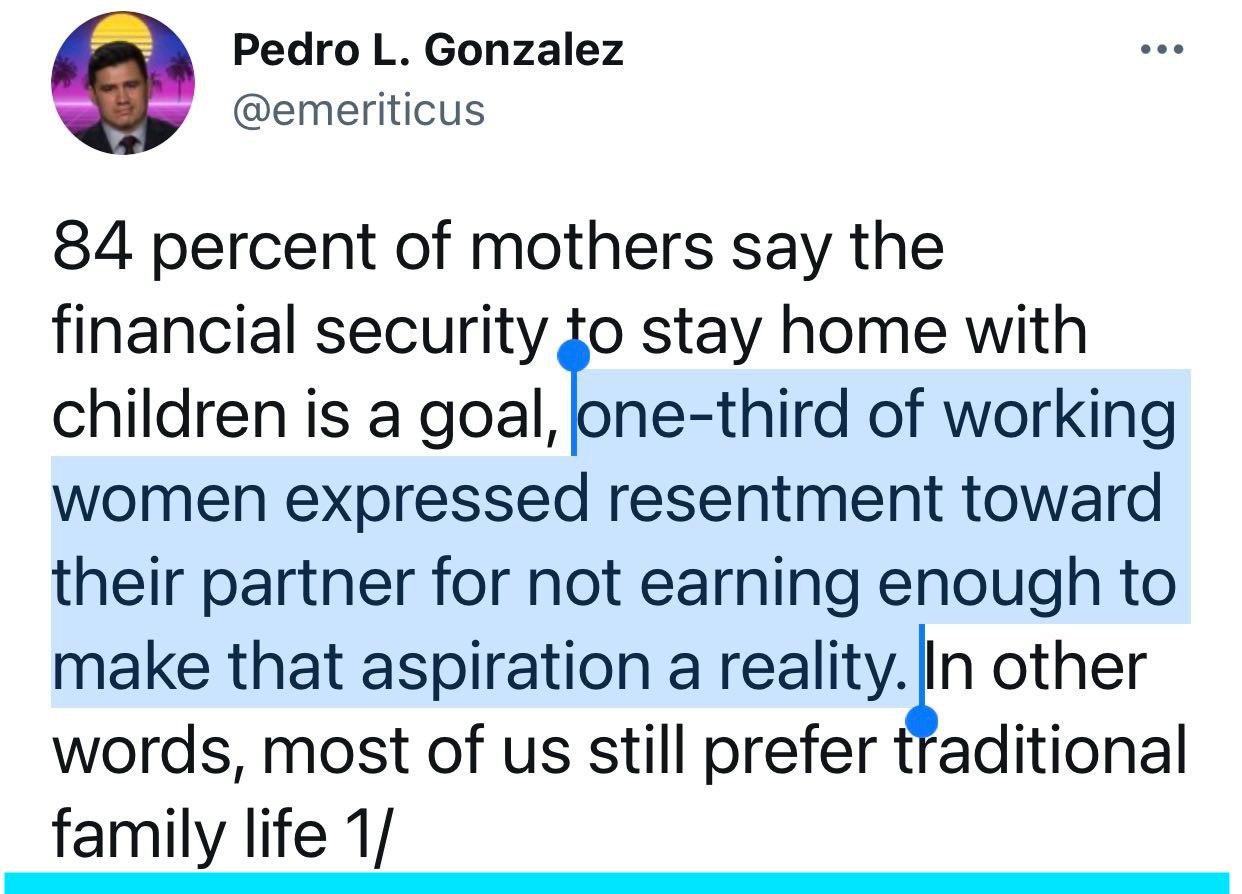 Pedro L. Gonzalez
@emeriticus
84 percent of mothers say the
financial security to stay home with
children is a goal, one-third of working
women expressed resentment toward
their partner for not earning enough to
make that aspiration a reality. In other
words, most of us still prefer traditional
family life 1/